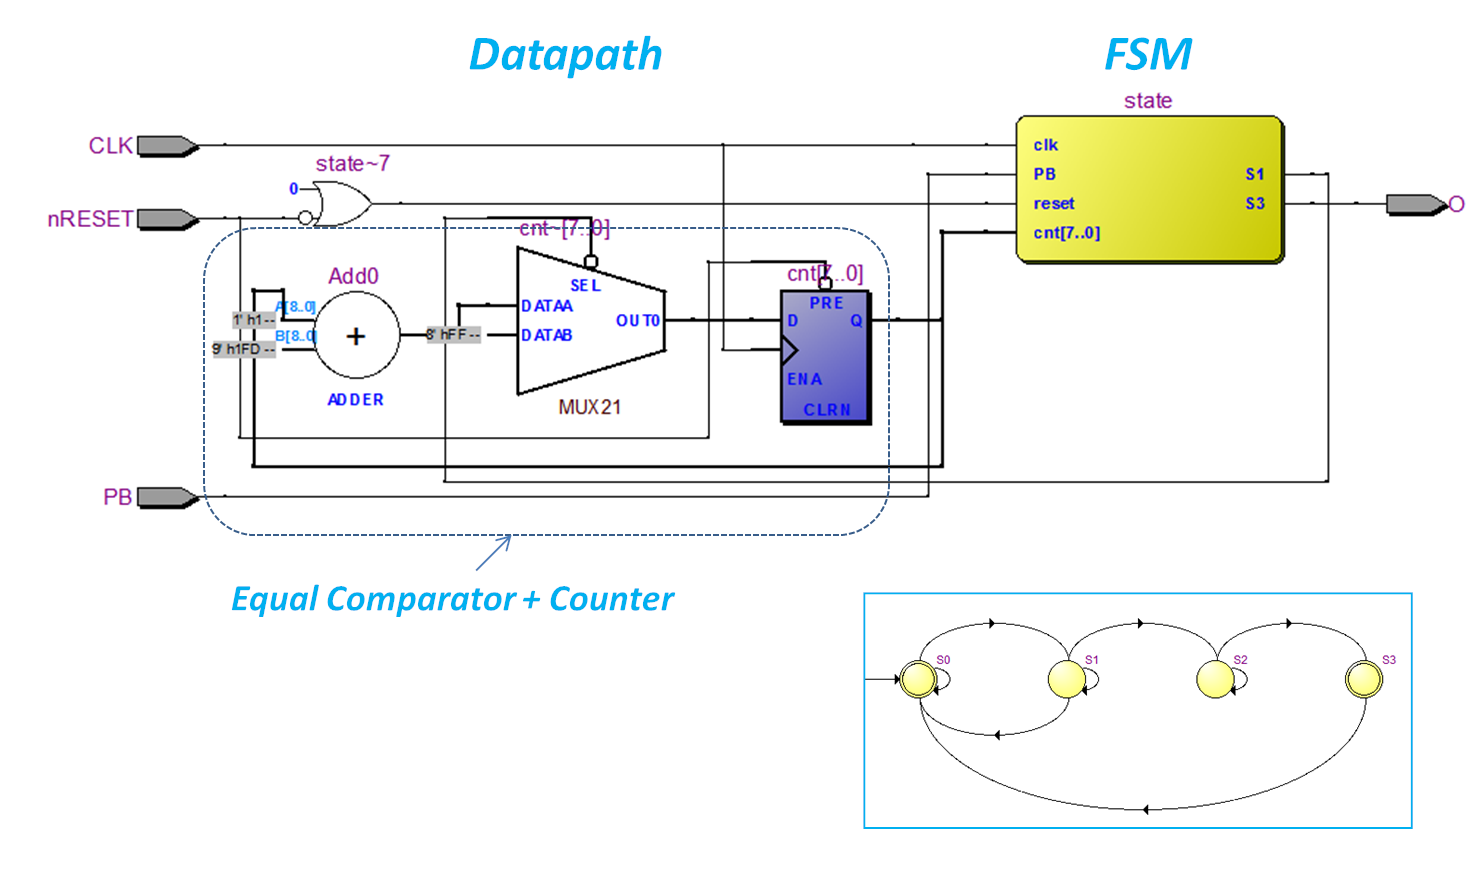 Datapath
FSM
state
CLK
clk
state~7
PB
S1
0
nRESET
reset
S3
O
cnt~[7..0]
cnt[7..0]
Add0
cnt[7..0]
SEL
PRE
A[8..0]
DATAA
1' h1--
OUT0
D
Q
B[8..0]
+
8' hFF--
DATAB
9' h1FD--
ENA
ADDER
MUX21
CLRN
PB
Equal Comparator + Counter
S0
S1
S2
S3